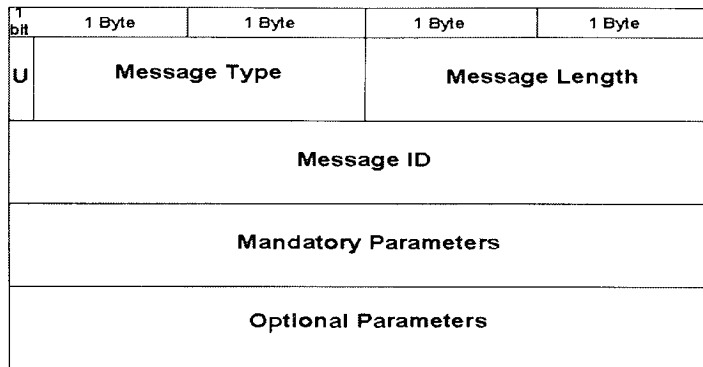 1 bit 1 Byte 1 Byte 1 Byte 1 Byte
U Message Type Message Length
Message ID
Mandatory Parameters
Optional Parameters